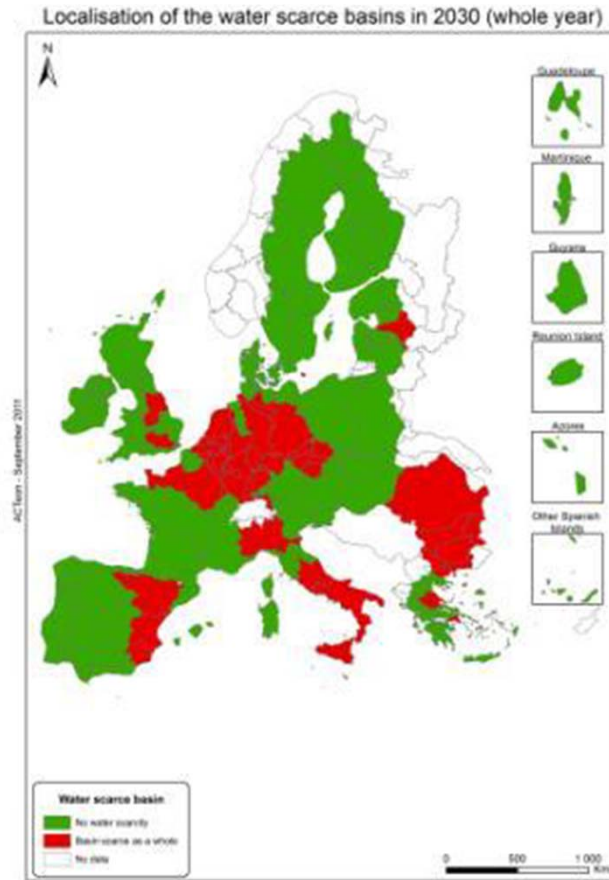 Localisation of the water scarce basins in 2030 (whole year)
N
Guadeloupe
Martinique
Guyana
Reunion Island
Azores
Other Spanish
Islands
ACTeon - September 2011
Water scarce basin
No water scarcity
Basin scarce as a whole
No data
0 500 1 000
Km